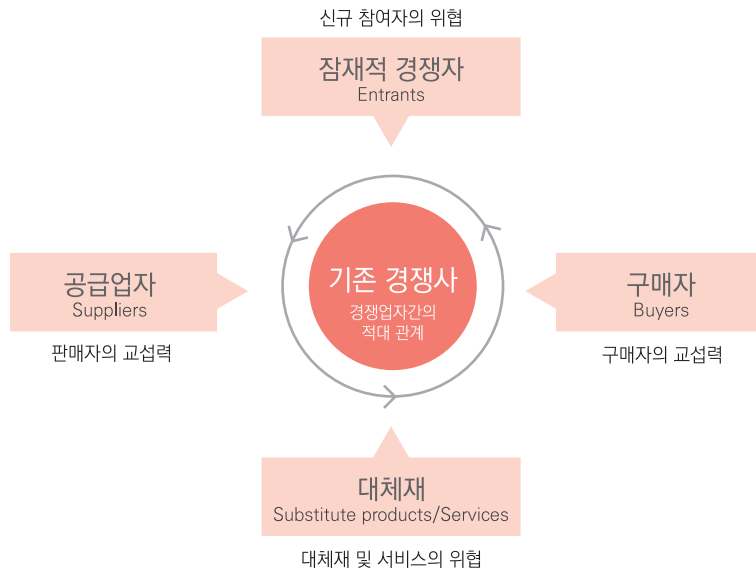 신규 참여자의 위협
잠재적 경쟁자
Entrants
공급업자
Suppliers
판매자의 교섭력
기존 경쟁사
경쟁업자간의
적대 관계
구매자
Buyers
구매자의 교섭력
대체재
Substitute products/Services
대체재 및 서비스의 위협